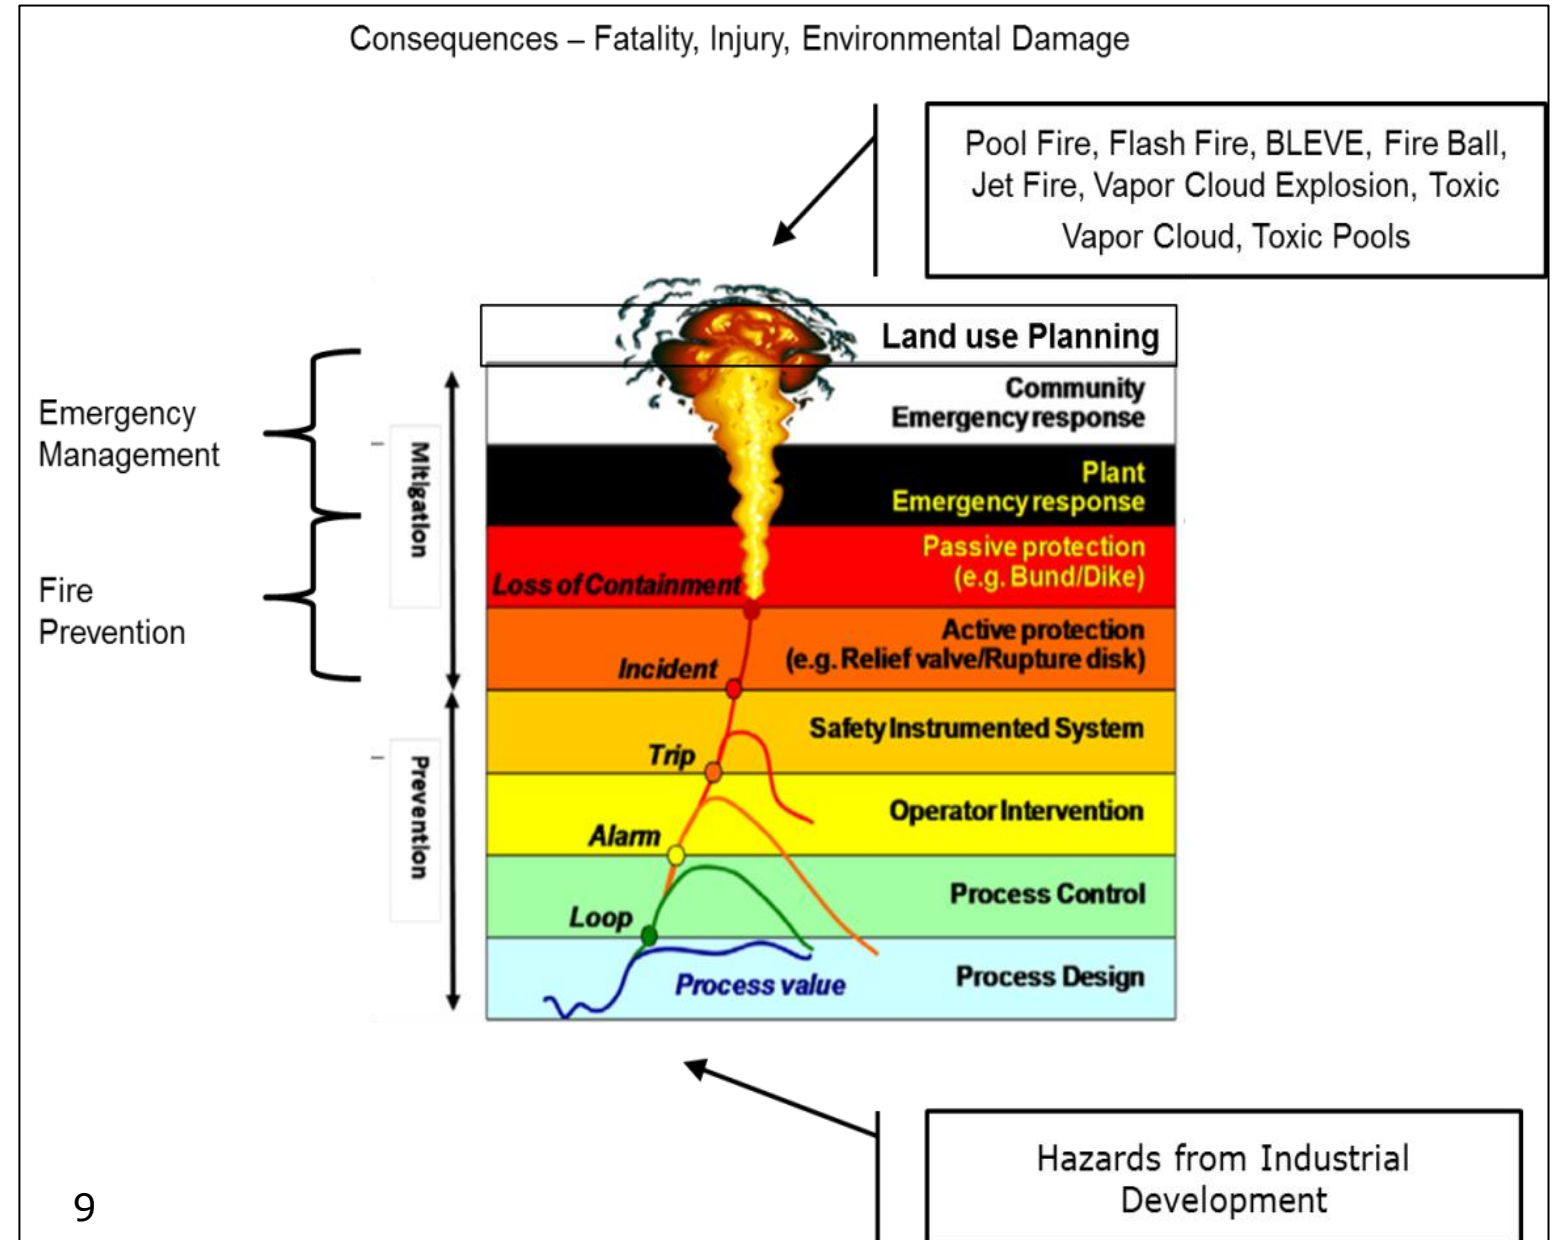 Consequences – Fatality, Injury, Environmental Damage
Pool Fire, Flash Fire, BLEVE, Fire Ball,
Jet Fire, Vapor Cloud Explosion, Toxic
Vapor Cloud, Toxic Pools
Land use Planning
Community
Emergency response
Plant
Emergency response
Passive protection
(e.g. Bund/Dike)
Loss of Containment
Active protection
(e.g. Relief valve/Rupture disk)
Incident
Safety Instrumented System
Trip
Operator Intervention
Alarm
Process Control
Loop
Process Design
Process value
Emergency
Management
Mitigation
Fire
Prevention
Prevention
Hazards from Industrial
Development
9